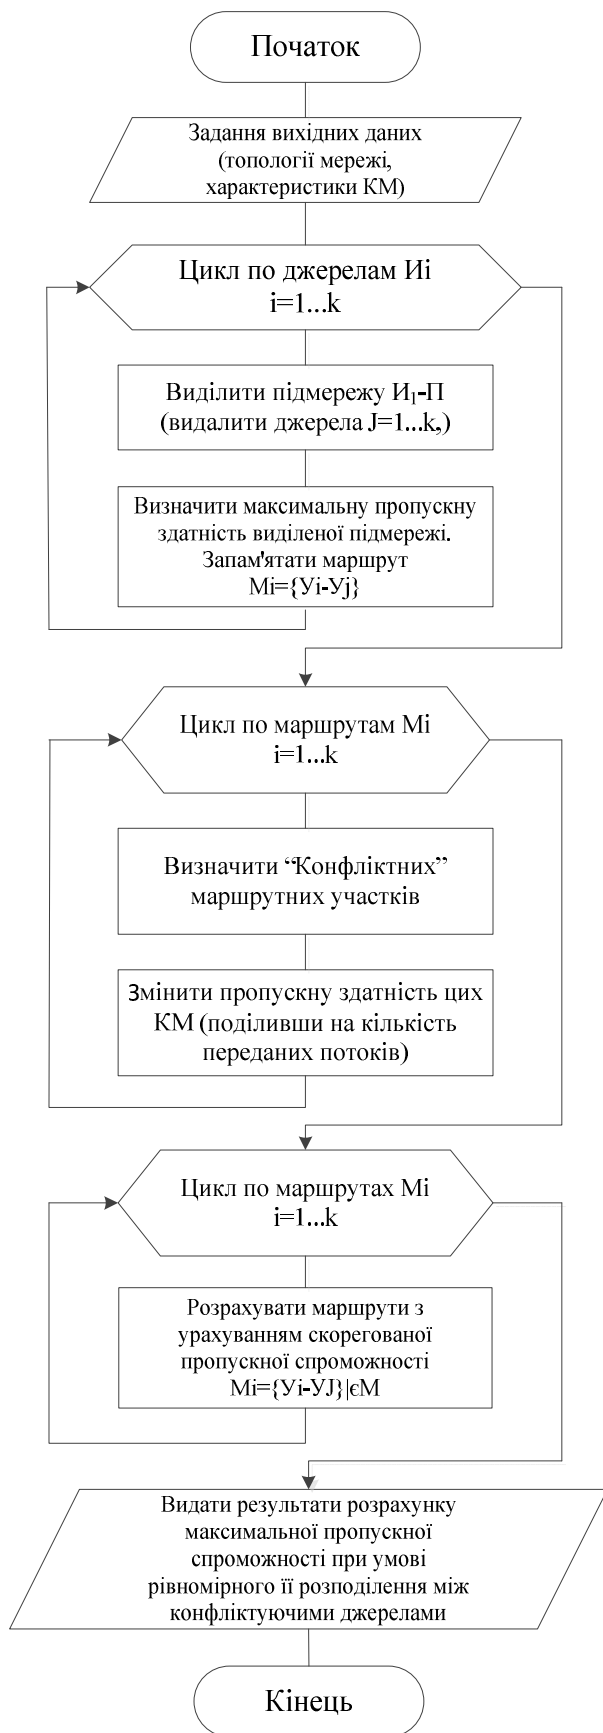 Початок
Задання вихідних даних
(топології мережі,
характеристики КМ)
Цикл по джерелам Иі
і=1...k
Виділити підмережу И₁-П
(видалити джерела J=1...k,)
Визначити максимальну пропускну
здатність виділеної підмережі.
Запам'ятати маршрут
Мі={Уі-Уj}
Цикл по маршрутам Мі
і=1...k
Визначити “Конфліктних”
маршрутних участків
Змінити пропускну здатність цих
КМ (поділивши на кількість
переданих потоків)
Цикл по маршрутах Мі
і=1...k
Розрахувати маршрути з
урахуванням скорегованої
пропускної спроможності
Мі={Уі-УJ}|єМ
Видати результати розрахунку
максимальної пропускної
спроможності при умові
рівномірного її розподілення між
конфліктуючими джерелами
Кінець